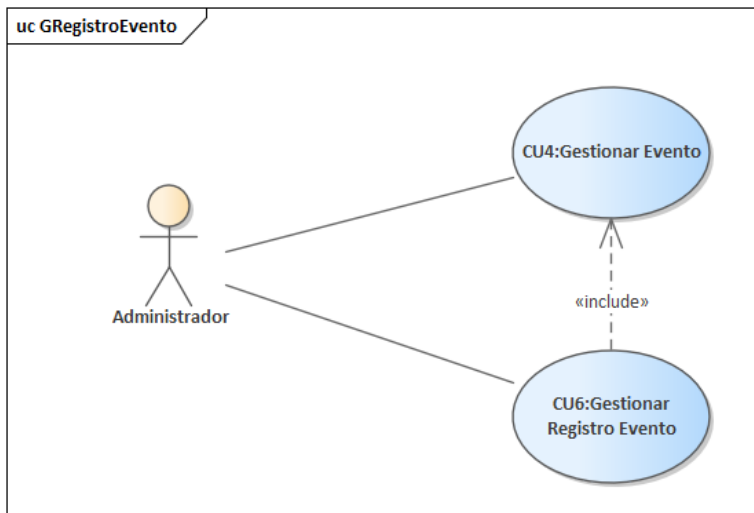 uc GRegistroEvento
CU4:Gestionar Evento
Administrador
«include»
CU6:Gestionar
Registro Evento